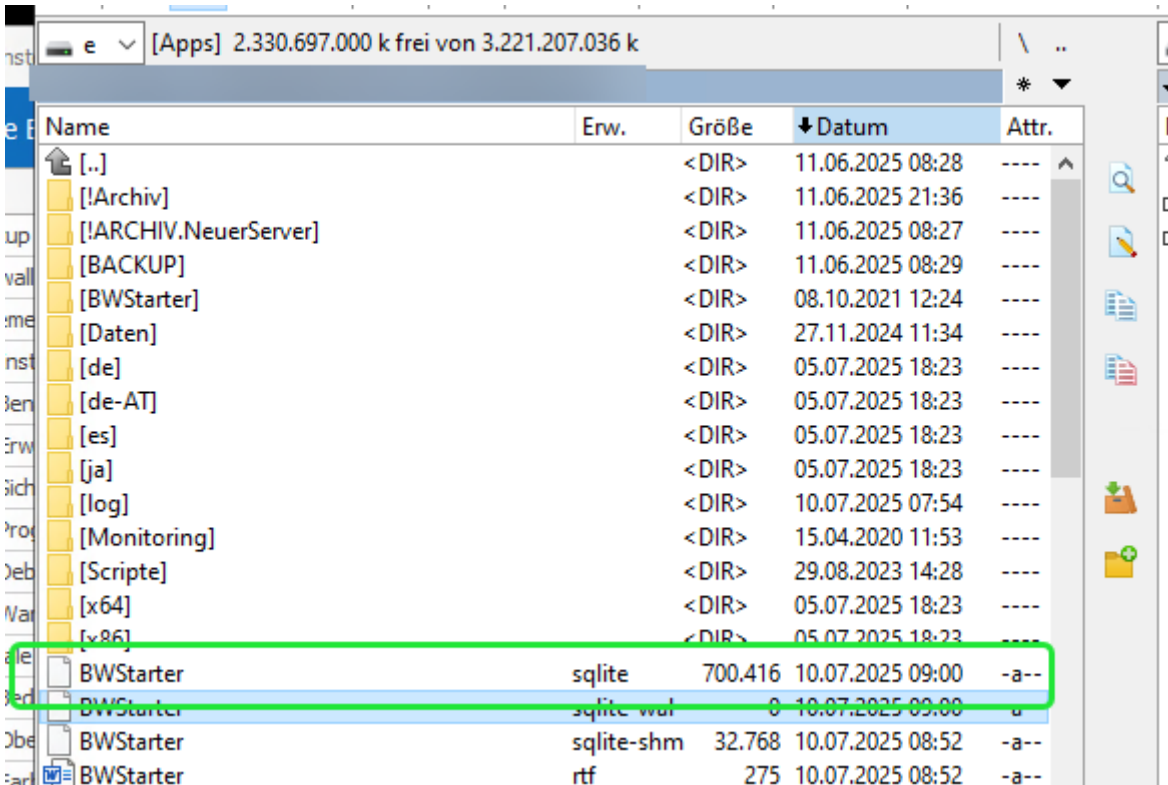 e [Apps] 2.330.697.000 k frei von 3.221.207.036 k \ ..
* 
Name Erw. Größe Datum Attr.
[..] <DIR> 11.06.2025 08:28 ----
[!Archiv] <DIR> 11.06.2025 21:36 ----
[!ARCHIV.NeuerServer] <DIR> 11.06.2025 08:27 ----
[BACKUP] <DIR> 11.06.2025 08:29 ----
[BWStarter] <DIR> 08.10.2021 12:24 ----
[Daten] <DIR> 27.11.2024 11:34 ----
[de] <DIR> 05.07.2025 18:23 ----
[de-AT] <DIR> 05.07.2025 18:23 ----
[es] <DIR> 05.07.2025 18:23 ----
[ja] <DIR> 05.07.2025 18:23 ----
[log] <DIR> 10.07.2025 07:54 ----
[Monitoring] <DIR> 15.04.2020 11:53 ----
[Scripte] <DIR> 29.08.2023 14:28 ----
[x64] <DIR> 05.07.2025 18:23 ----
[x86] <DIR> 05.07.2025 18:23 ----
BWStarter sqlite 700.416 10.07.2025 09:00 -a--
BWStarter sqlite-wal 0 10.07.2025 09:00 -a--
BWStarter sqlite-shm 32.768 10.07.2025 08:52 -a--
BWStarter rtf 275 10.07.2025 08:52 -a--